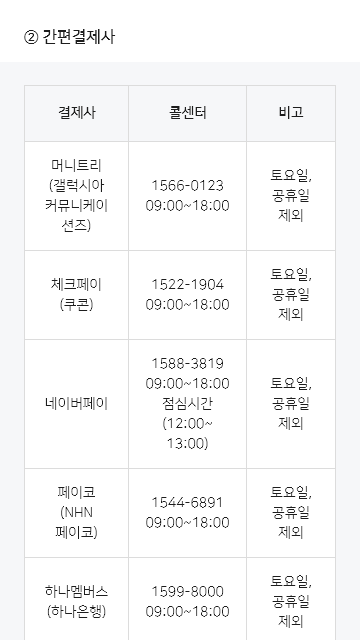 ② 간편결제사
결제사
콜센터
비고
머니트리
(갤럭시아
커뮤니케이
션즈)
1566-0123
09:00~18:00
토요일,
공휴일
제외
체크페이
(쿠콘)
1522-1904
09:00~18:00
토요일,
공휴일
제외
네이버페이
1588-3819
09:00~18:00
점심시간
(12:00~
13:00)
토요일,
공휴일
제외
페이코
(NHN
페이코)
1544-6891
09:00~18:00
토요일,
공휴일
제외
하나멤버스
(하나은행)
1599-8000
09:00~18:00
토요일,
공휴일
제외